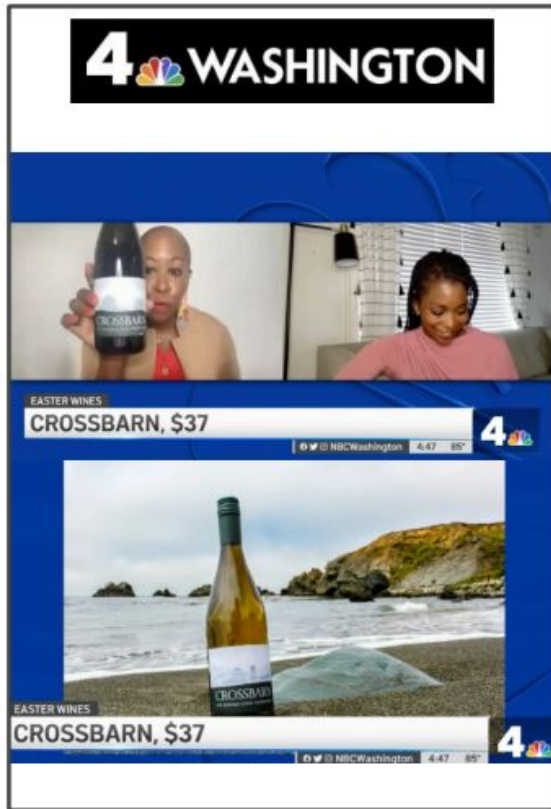 4 WASHINGTON
CROSSBARN
EASTER WINES
CROSSBARN, $37
4
NBCWashington 4:47 85°
CROSSBARN
EASTER WINES
CROSSBARN, $37
4
NBCWashington 4:47 85°